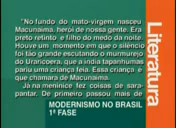 "No fundo do mato-virgem nasceu
Macunaíma, herói de nossa gente. Era
preto retinto e filho do medo da noite.
Houve um momento em que o silêncio
foi tão grande escutando o murmurejo
do Uraricoera, que a índia tapanhumas
pariu uma criança feia. Essa criança é
que chamaram de Macunaíma.
Já na meninice fez coisas de sara-
pantar. De primeiro passou mais de
MODERNISMO NO BRASIL
1ª FASE
Literatura